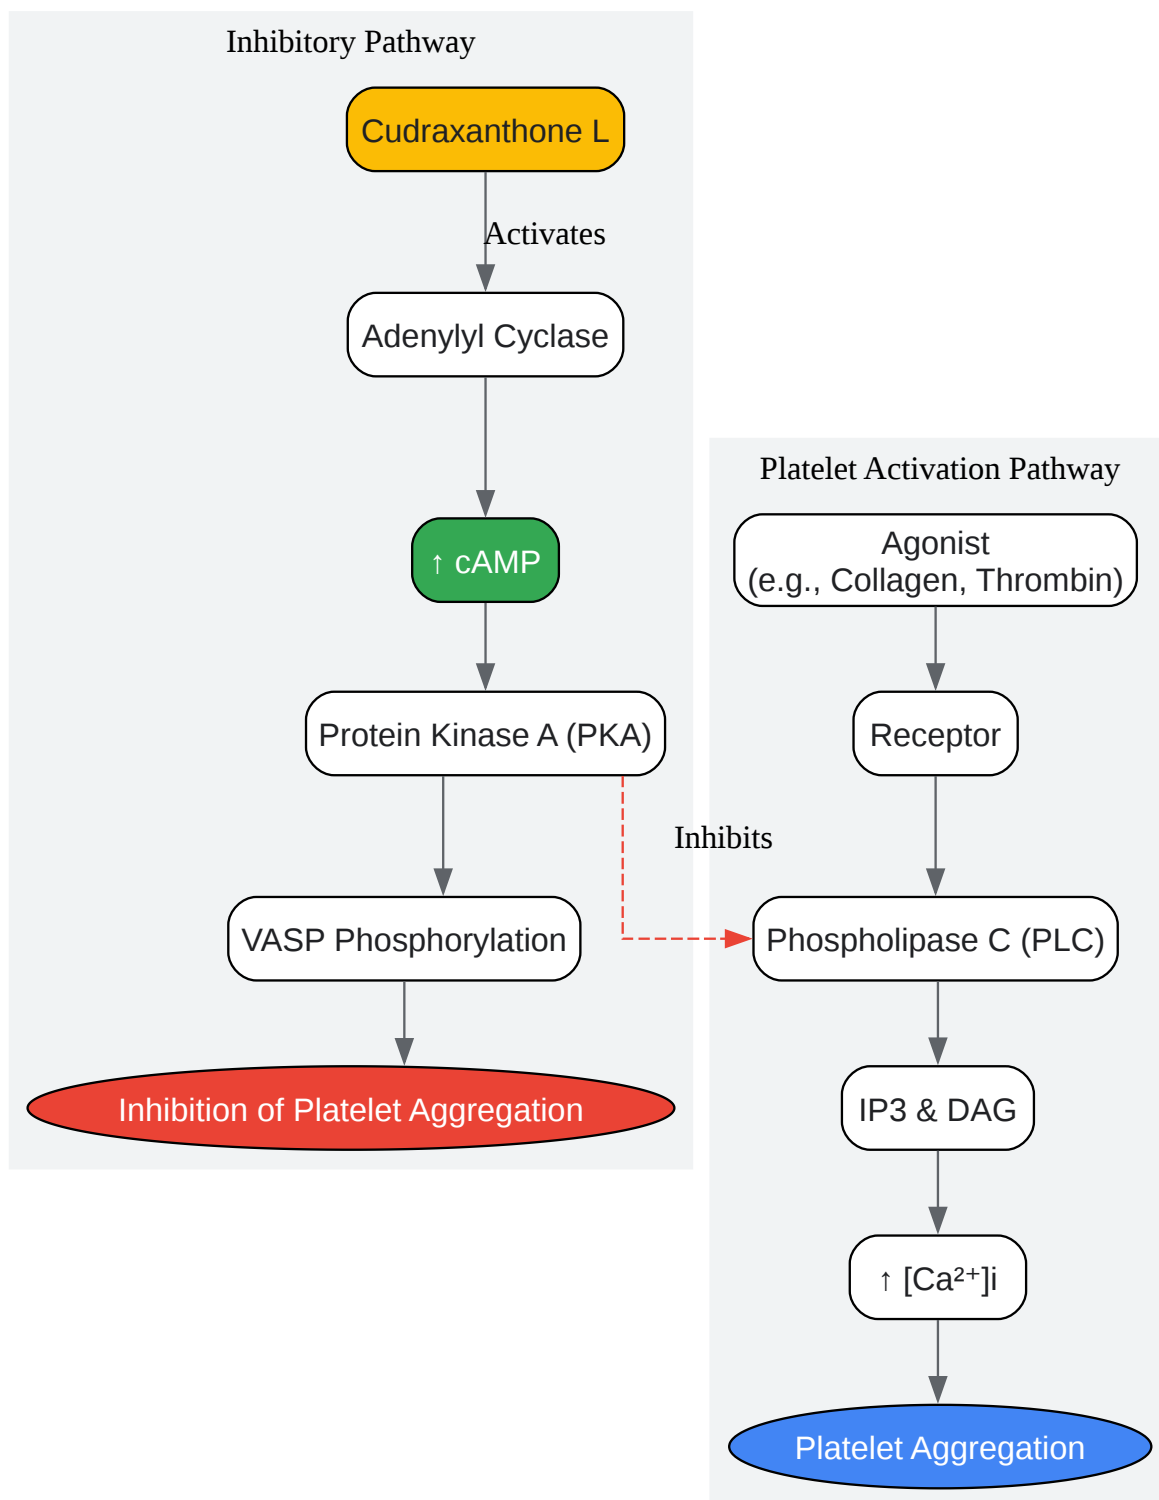 Inhibitory Pathway
Cudraxanthone L
Activates
Adenylyl Cyclase
↑ cAMP
Protein Kinase A (PKA)
Inhibits
VASP Phosphorylation
Inhibition of Platelet Aggregation
Platelet Activation Pathway
Agonist
(e.g., Collagen, Thrombin)
Receptor
Phospholipase C (PLC)
IP3 & DAG
↑ [Ca²⁺]i
Platelet Aggregation